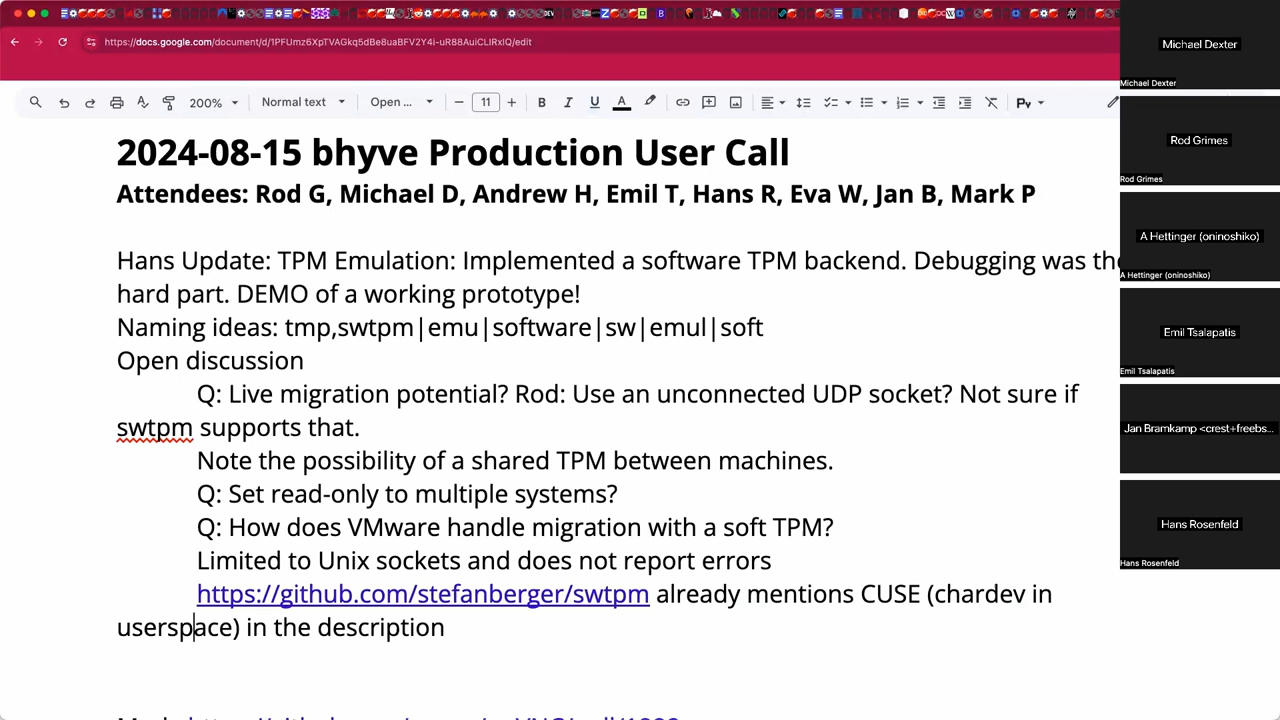 https://docs.google.com/document/d/1PFUmz6XpTVAGkq5dBe8uaBFV2Y4i-uR88AuiCLIRxIQ/edit
200%
Normal text
Open ...
11
2024-08-15 bhyve Production User Call
Attendees: Rod G, Michael D, Andrew H, Emil T, Hans R, Eva W, Jan B, Mark P
Hans Update: TPM Emulation: Implemented a software TPM backend. Debugging was the
hard part. DEMO of a working prototype!
Naming ideas: tmp,swtpm|emu|software|sw|emul|soft
Open discussion
Q: Live migration potential? Rod: Use an unconnected UDP socket? Not sure if
swtpm supports that.
Note the possibility of a shared TPM between machines.
Q: Set read-only to multiple systems?
Q: How does VMware handle migration with a soft TPM?
Limited to Unix sockets and does not report errors
https://github.com/stefanberger/swtpm already mentions CUSE (chardev in
userspace) in the description
Michael Dexter
Michael Dexter
Rod Grimes
Rod Grimes
A Hettinger (oninoshiko)
A Hettinger (oninoshiko)
Emil Tsalapatis
Emil Tsalapatis
Jan Bramkamp <crest+freebs...
Hans Rosenfeld
Hans Rosenfeld